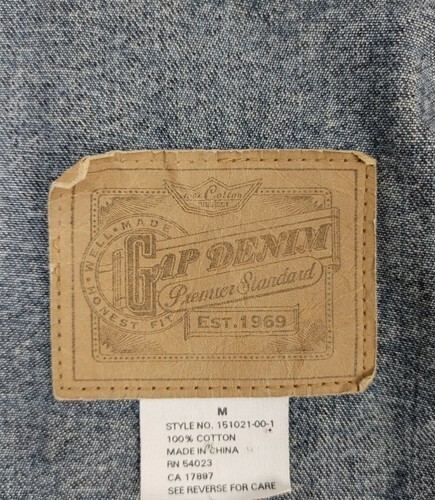 100% Cotton
WELL · MADE
GAP DENIM
Premier Standard
HONEST FIT
EST. 1969
M
STYLE NO. 151021-00-1
100% COTTON
MADE IN CHINA
RN 54023
CA 17897
SEE REVERSE FOR CARE